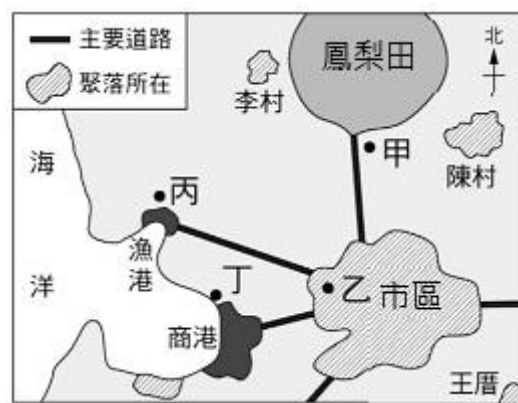 主要道路
聚落所在
鳳梨田
北
李村
甲
陳村
海洋
丙
漁港
丁
乙
市區
商港
王厝